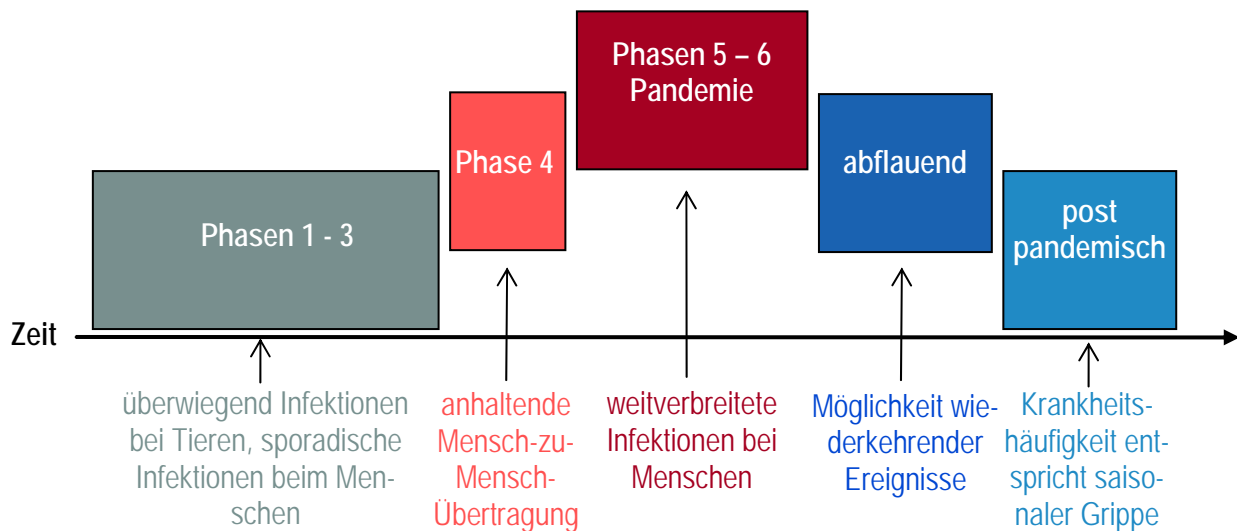 Phasen 5 – 6
Pandemie
Phase 4
abflauend
Phasen 1 - 3
post
pandemisch
Zeit
überwiegend Infektionen
bei Tieren, sporadische
Infektionen beim Men-
schen
anhaltende
Mensch-zu-
Mensch-
Übertragung
weitverbreitete
Infektionen bei
Menschen
Möglichkeit wie-
derkehrender
Ereignisse
Krankheits-
häufigkeit ent-
spricht saiso-
naler Grippe